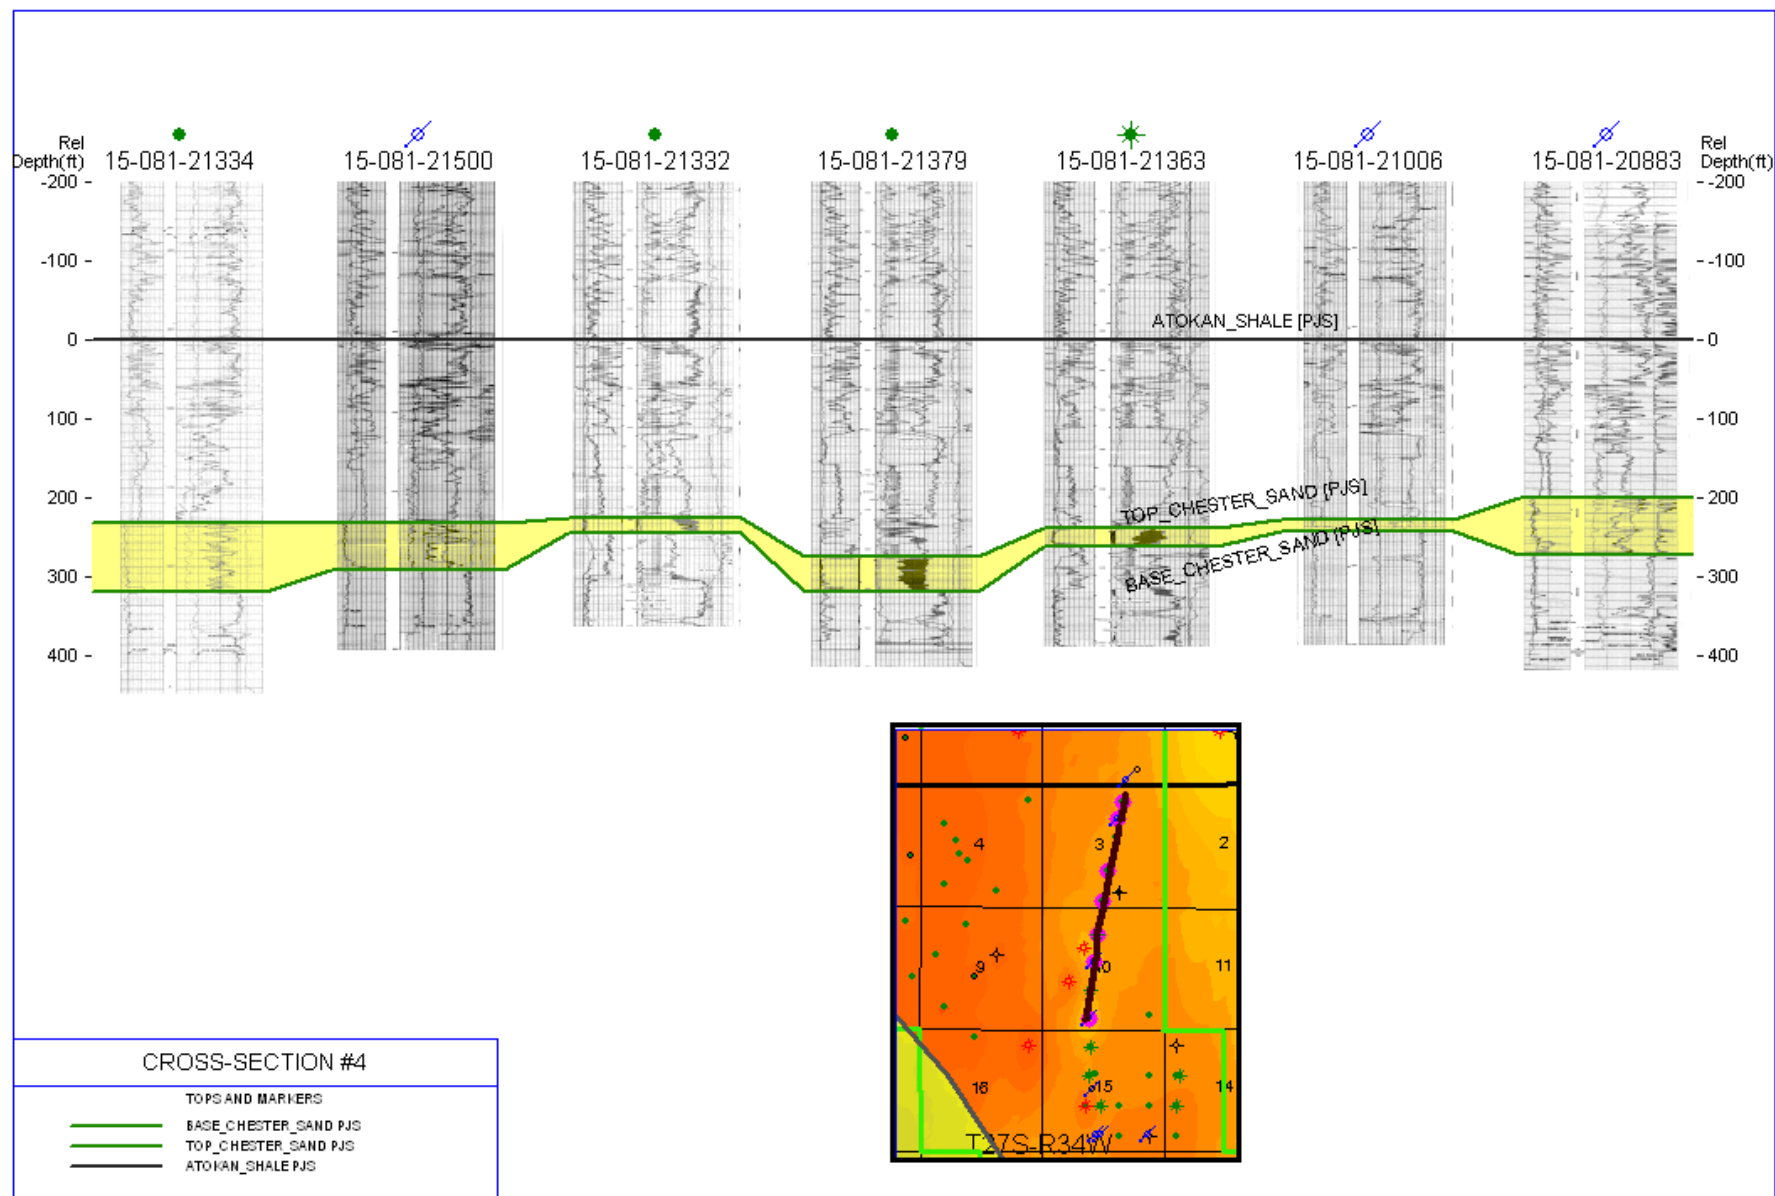 Rel
Depth(ft)
15-081-21334
15-081-21500
15-081-21332
15-081-21379
15-081-21363
15-081-21006
15-081-20883
Rel
Depth(ft)
-200 -
- -200
-100 -
- -100
ATOKAN_SHALE [PJS]
0 -
- 0
100 -
- 100
200 -
- 200
TOP_CHESTER_SAND [PJS]
BASE_CHESTER_SAND [PJS]
300 -
- 300
400 -
- 400
4
3
2
9
10
11
16
15
14
T27S-R34W
CROSS-SECTION #4
TOPS AND MARKERS
BASE_CHESTER_SAND PJS
TOP_CHESTER_SAND PJS
ATOKAN_SHALE PJS